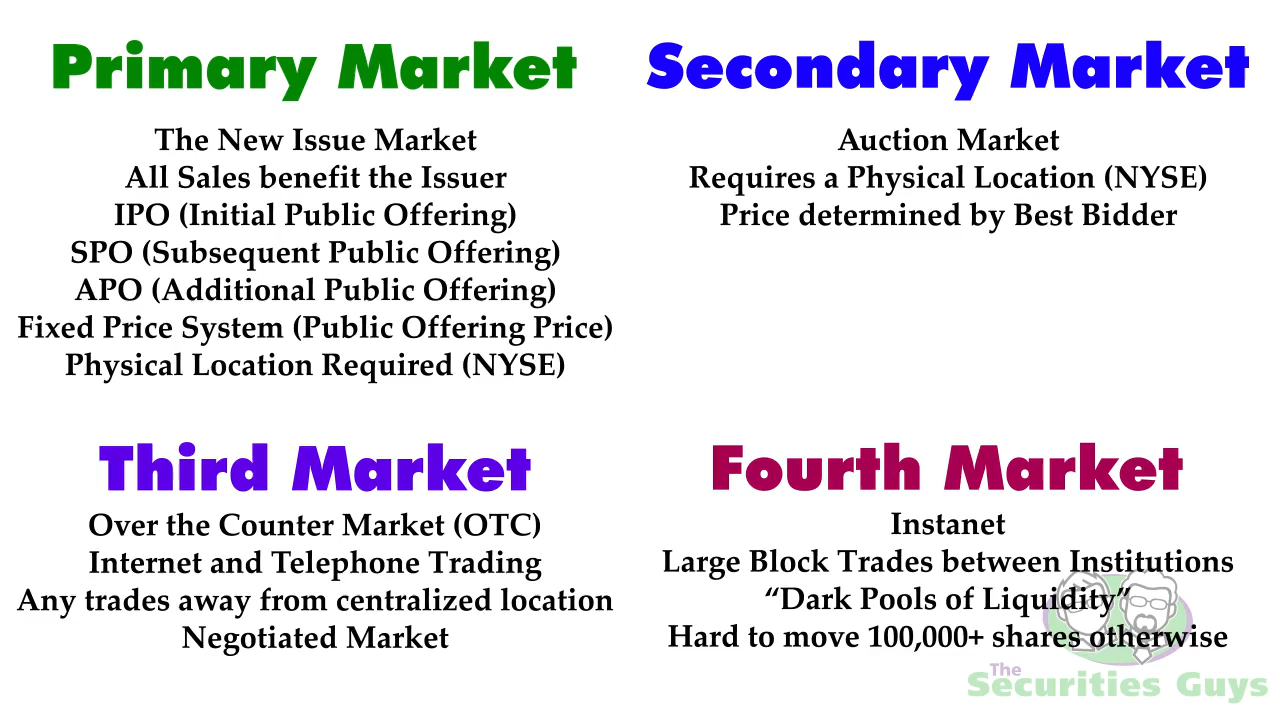 Primary Market
The New Issue Market
All Sales benefit the Issuer
IPO (Initial Public Offering)
SPO (Subsequent Public Offering)
APO (Additional Public Offering)
Fixed Price System (Public Offering Price)
Physical Location Required (NYSE)
Secondary Market
Auction Market
Requires a Physical Location (NYSE)
Price determined by Best Bidder
Third Market
Over the Counter Market (OTC)
Internet and Telephone Trading
Any trades away from centralized location
Negotiated Market
Fourth Market
Instanet
Large Block Trades between Institutions
“Dark Pools of Liquidity”
Hard to move 100,000+ shares otherwise
The
Securities Guys